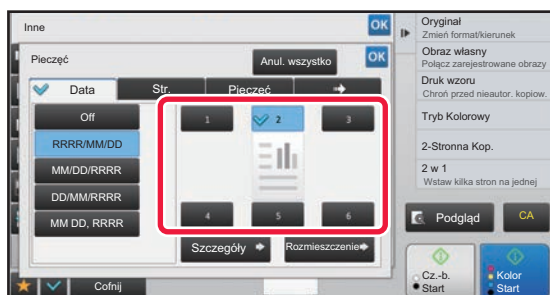 Inne
OK
Pieczęć
Anul. wszystko
OK
Data
Str.
Pieczęć
Off
RRRR/MM/DD
MM/DD/RRRR
DD/MM/RRRR
MM DD, RRRR
1
2
3
4
5
6
Szczegóły
Rozmieszczenie
Cofnij
Oryginał
Zmień format/kierunek
Obraz własny
Połącz zarejestrowane obrazy
Druk wzoru
Chroń przed nieautor. kopiow.
Tryb Kolorowy
2-Stronna Kop.
2 w 1
Wstaw kilka stron na jednej
Podgląd
CA
Cz.-b.
Start
Kolor
Start